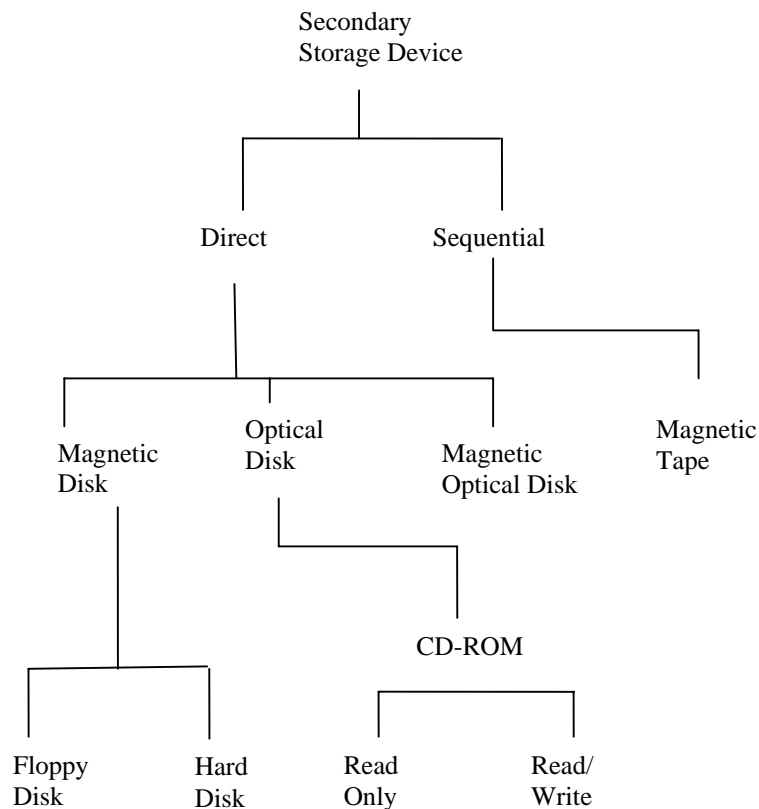 Secondary
Storage Device
Direct
Sequential
Magnetic
Disk
Optical
Disk
Magnetic
Optical Disk
Magnetic
Tape
CD-ROM
Floppy
Disk
Hard
Disk
Read
Only
Read/
Write